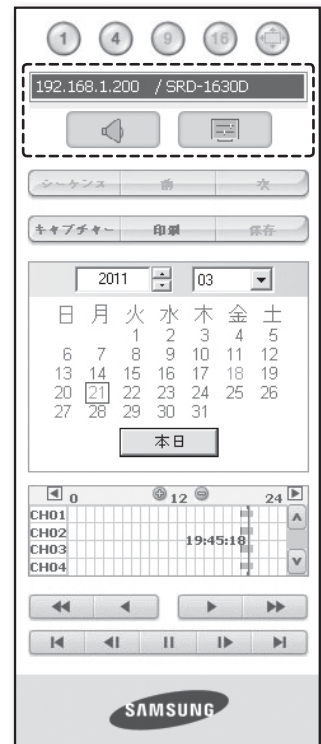 1 4 9 16
192.168.1.200 / SRD-1630D
シーケンス 前 次
キャプチャー 印刷 保存
2011 03
日 月 火 水 木 金 土
1 2 3 4 5
6 7 8 9 10 11 12
13 14 15 16 17 18 19
20 21 22 23 24 25 26
27 28 29 30 31
本日
0 12 24
CH01
CH02
19:45:18
CH03
CH04
SAMSUNG